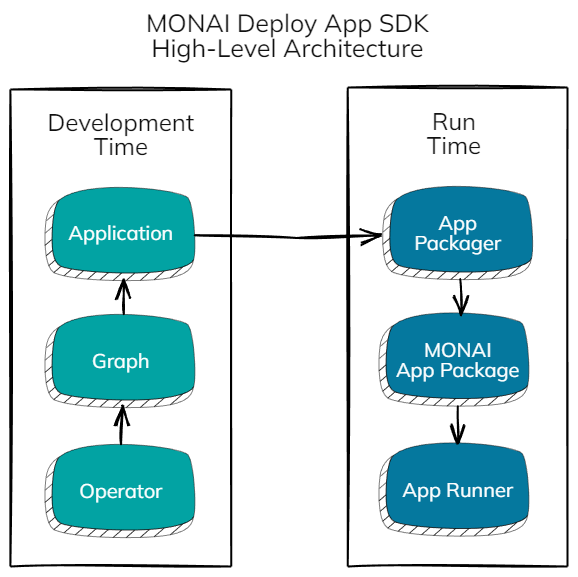 MONAI Deploy App SDK
High-Level Architecture
Development
Time
Application
Graph
Operator
Run
Time
App
Packager
MONAI
App Package
App Runner